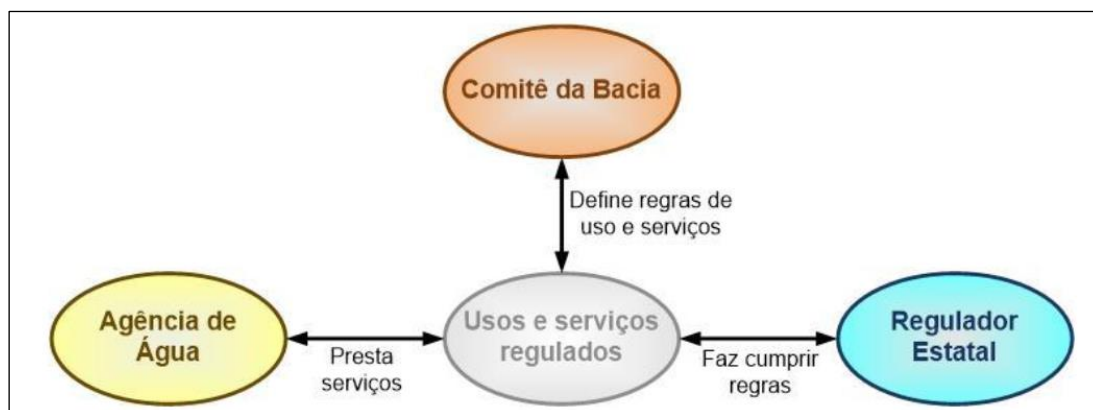 Comitê da Bacia
Define regras de
uso e serviços
Agência de
Água
Presta
serviços
Usos e serviços
regulados
Faz cumprir
regras
Regulador
Estatal